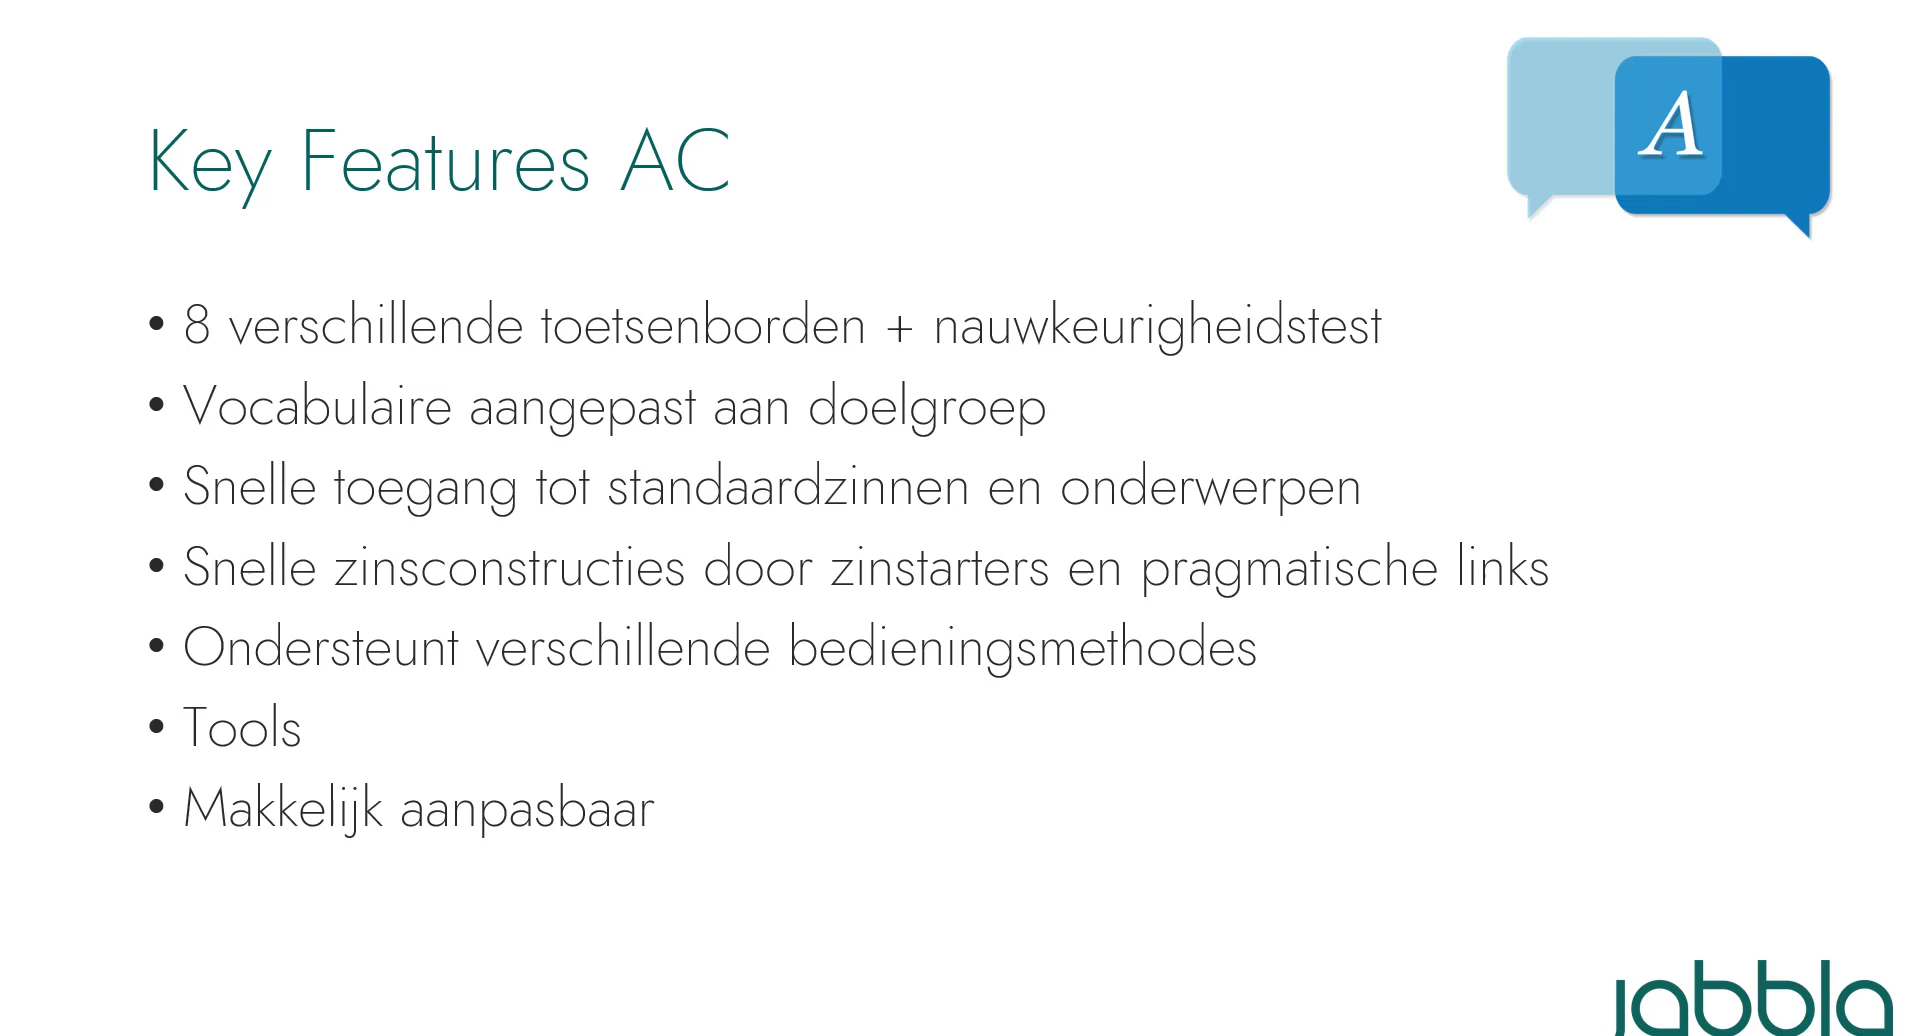 A
Key Features AC
• 8 verschillende toetsenborden + nauwkeurigheidstest
• Vocabulaire aangepast aan doelgroep
• Snelle toegang tot standaardzinnen en onderwerpen
• Snelle zinsconstructies door zinstarters en pragmatische links
• Ondersteunt verschillende bedieningsmethodes
• Tools
• Makkelijk aanpasbaar
jabbla